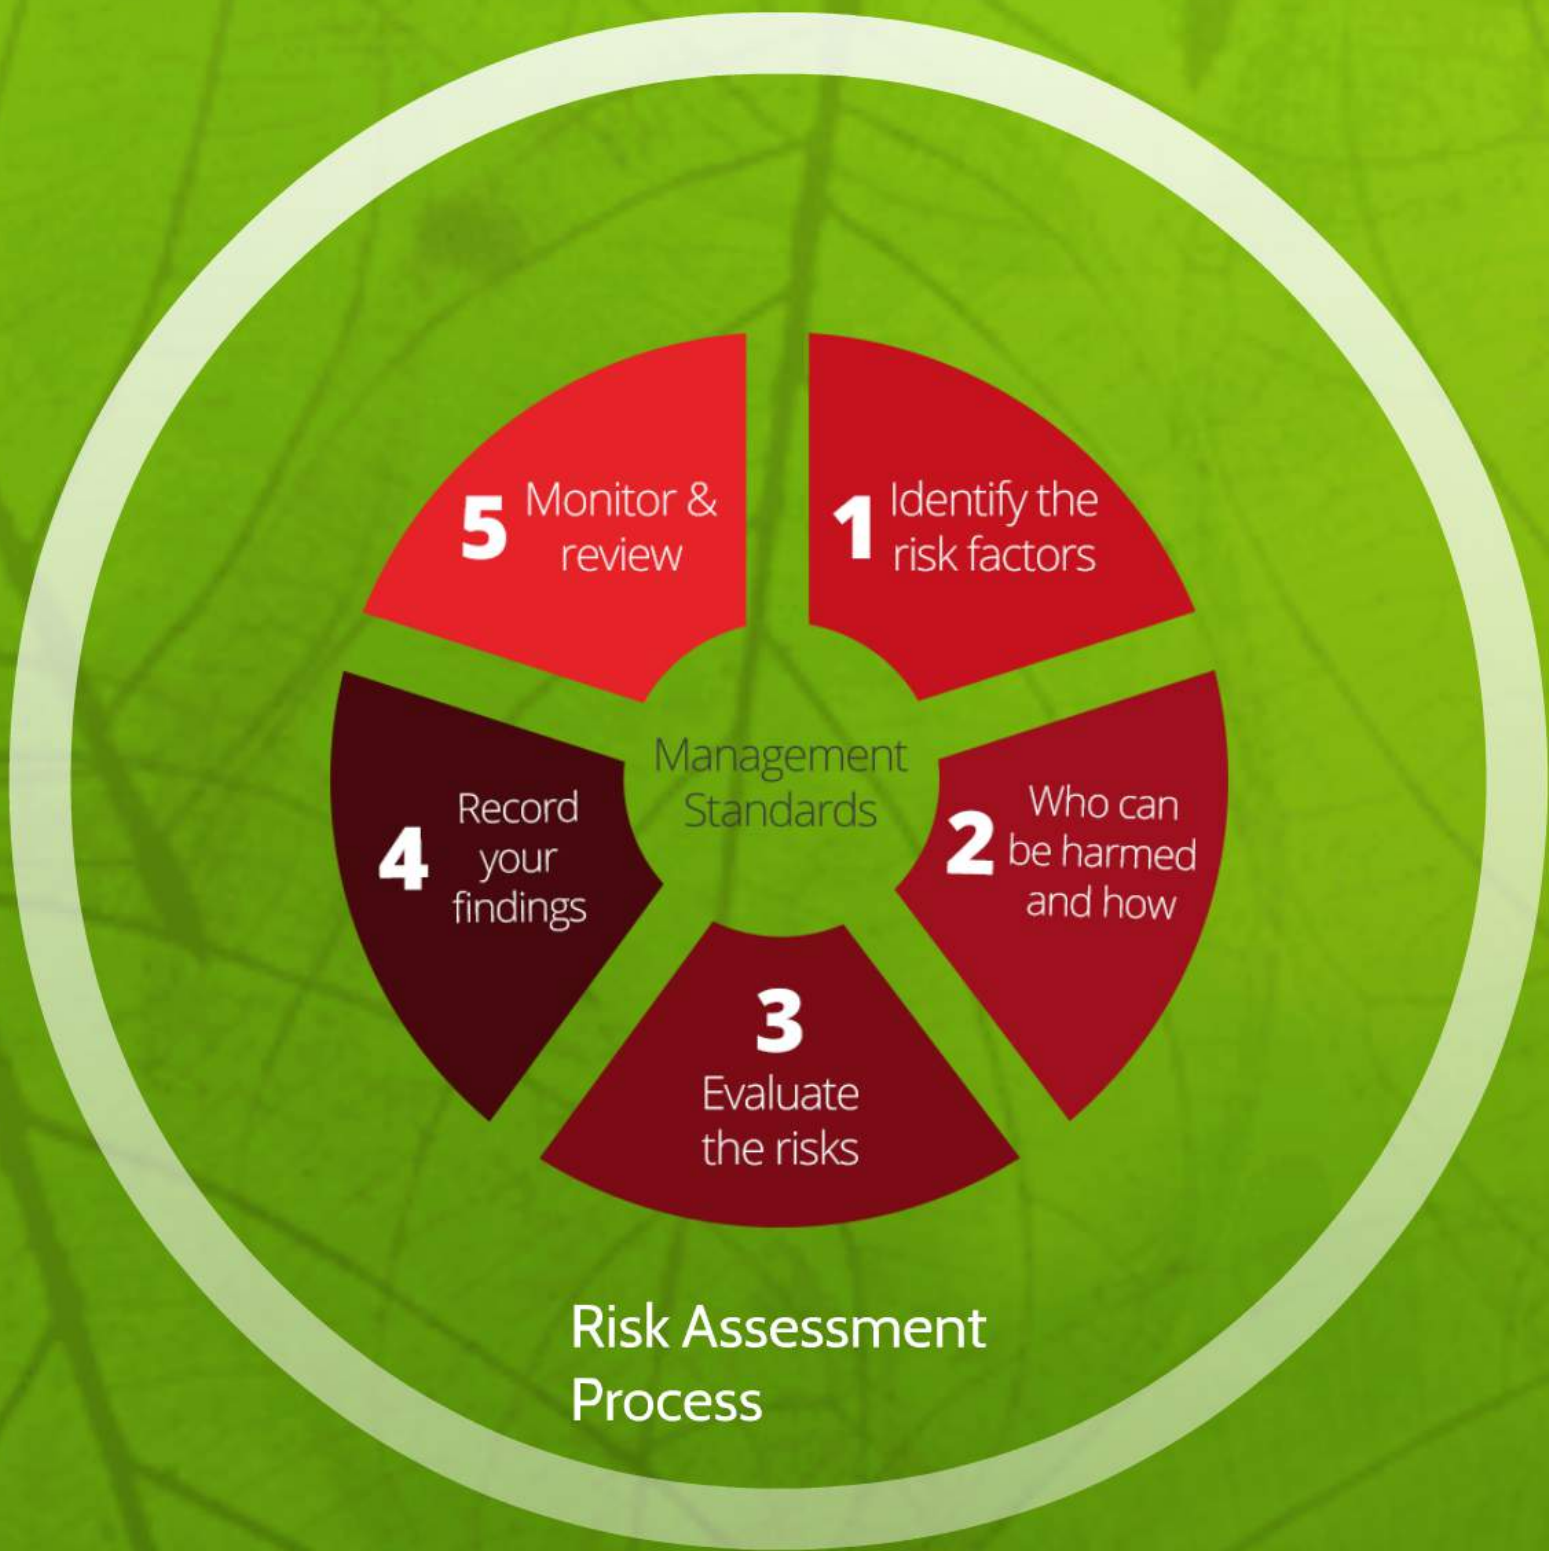 1
Identify the
risk factors
2
Who can
be harmed
and how
3
Evaluate
the risks
4
Record
your
findings
5
Monitor &
review
Management
Standards
Risk Assessment
Process